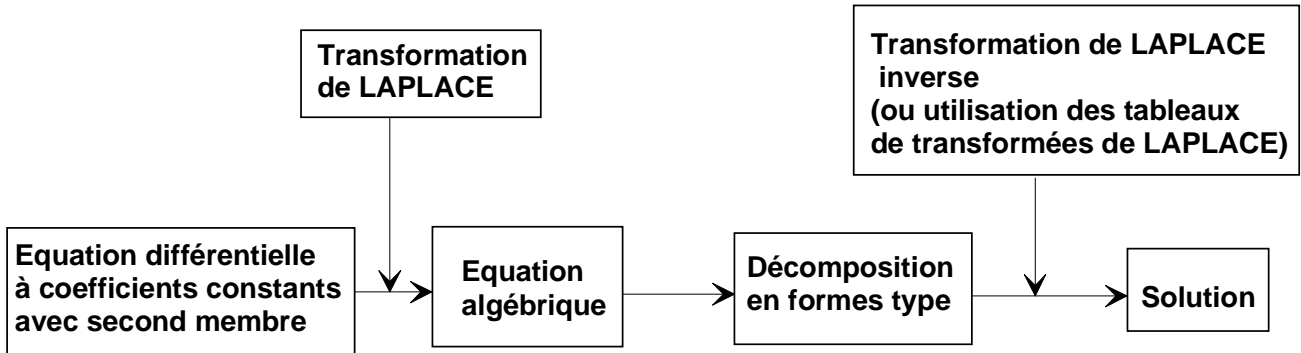 Transformation
de LAPLACE
Transformation de LAPLACE
inverse
(ou utilisation des tableaux
de transformées de LAPLACE)
Equation différentielle
à coefficients constants
avec second membre
Equation
algébrique
Décomposition
en formes type
Solution